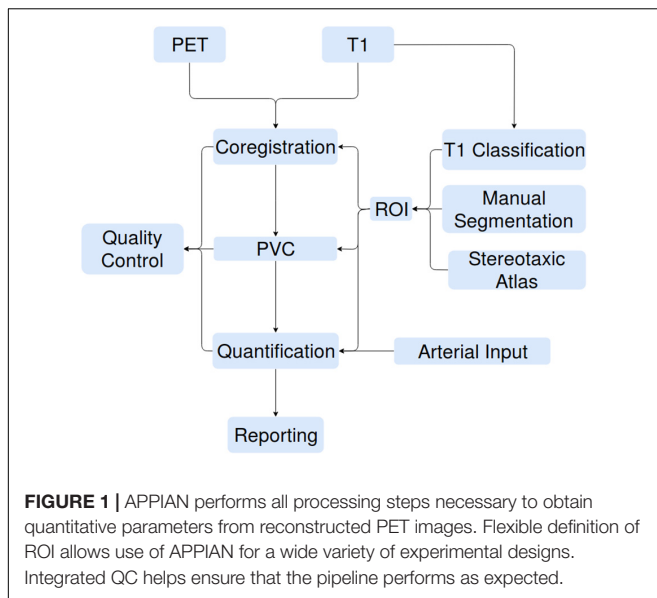 PET
T1
Coregistration
T1 Classification
ROI
Manual
Segmentation
Quality
Control
PVC
Stereotaxic
Atlas
Quantification
Arterial Input
Reporting
FIGURE 1 | APPIAN performs all processing steps necessary to obtain
quantitative parameters from reconstructed PET images. Flexible definition of
ROI allows use of APPIAN for a wide variety of experimental designs.
Integrated QC helps ensure that the pipeline performs as expected.